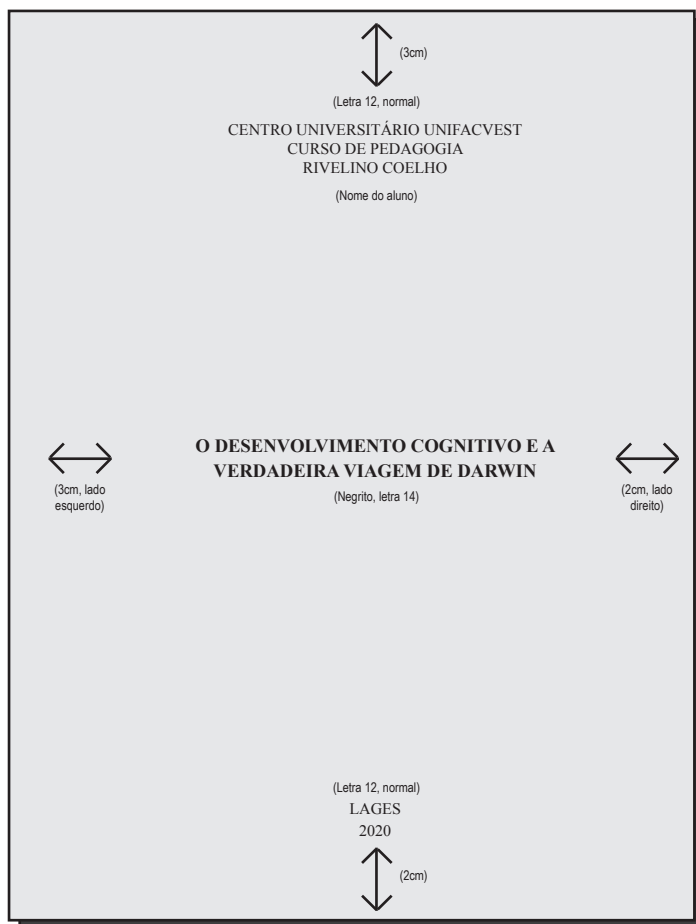 (3cm)
(Letra 12, normal)
CENTRO UNIVERSITÁRIO UNIFACVEST
CURSO DE PEDAGOGIA
RIVELINO COELHO
(Nome do aluno)
O DESENVOLVIMENTO COGNITIVO E A
VERDADEIRA VIAGEM DE DARWIN
(Negrito, letra 14)
(3cm, lado
esquerdo)
(2cm, lado
direito)
(Letra 12, normal)
LAGES
2020
(2cm)